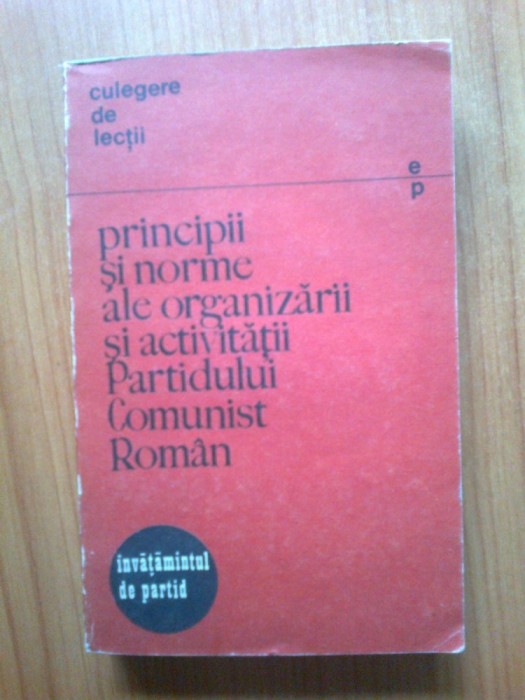 culegere
de
lecții
e
p
principii
și norme
ale organizării
și activității
Partidului
Comunist
Român
învățămîntul
de partid